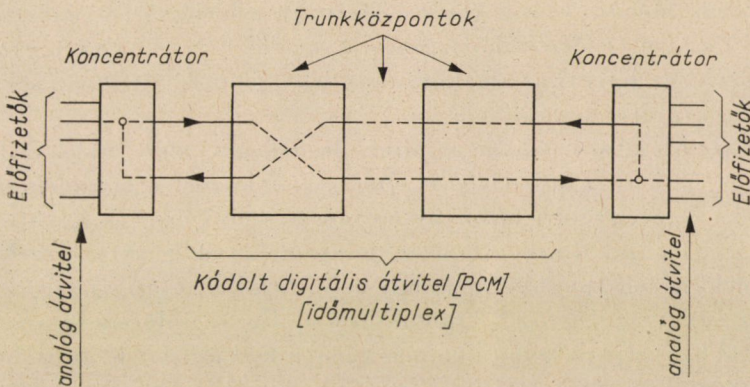 Trunkközpontok
Koncentrátor
Koncentrátor
Előfizetők
Előfizetők
Kódolt digitális átvitel [PCM]
[időmultiplex]
analóg átvitel
analóg átvitel